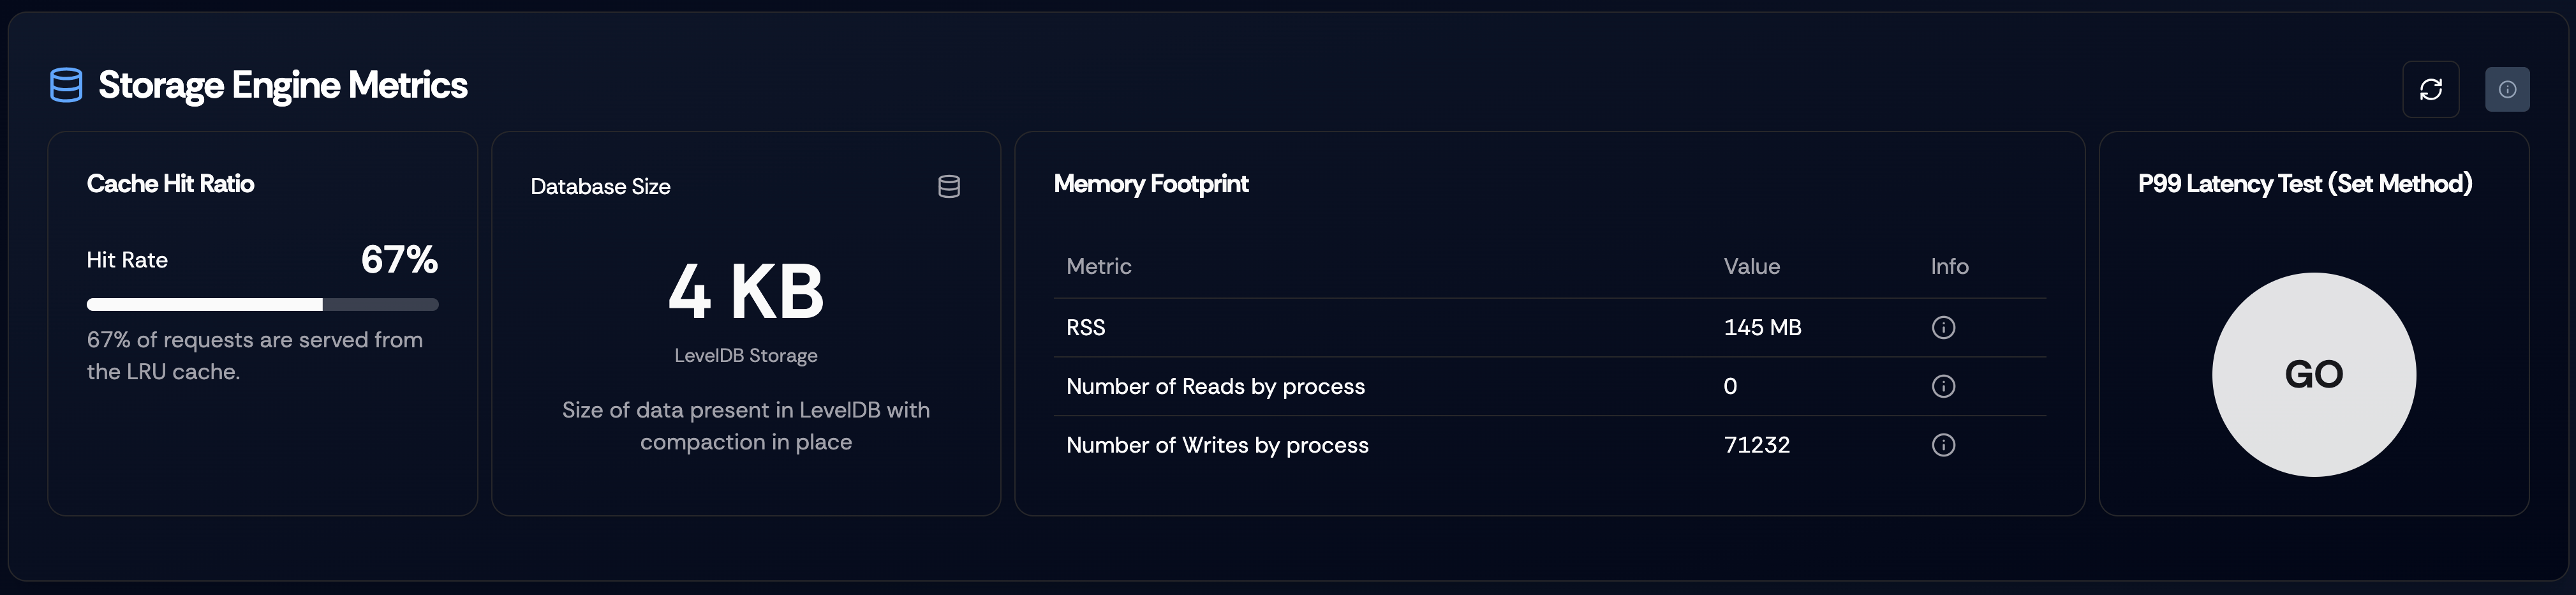 Storage Engine Metrics
Cache Hit Ratio
Hit Rate
67%
67% of requests are served from
the LRU cache.
Database Size
4 KB
LevelDB Storage
Size of data present in LevelDB with
compaction in place
Memory Footprint
Metric Value Info
RSS 145 MB
Number of Reads by process 0
Number of Writes by process 71232
P99 Latency Test (Set Method)
GO